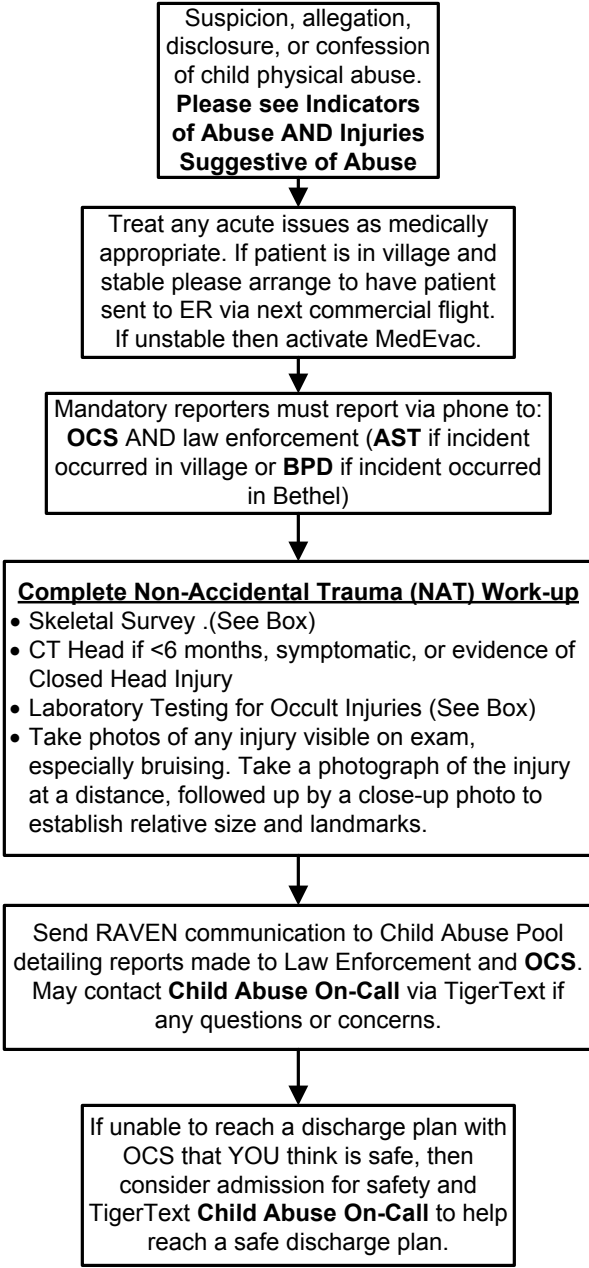 Suspicion, allegation,
disclosure, or confession
of child physical abuse.
Please see Indicators
of Abuse AND Injuries
Suggestive of Abuse
Treat any acute issues as medically
appropriate. If patient is in village and
stable please arrange to have patient
sent to ER via next commercial flight.
If unstable then activate MedEvac.
Mandatory reporters must report via phone to:
OCS AND law enforcement (AST if incident
occurred in village or BPD if incident occurred
in Bethel)
Complete Non-Accidental Trauma (NAT) Work-up
• Skeletal Survey .(See Box)
• CT Head if <6 months, symptomatic, or evidence of
Closed Head Injury
• Laboratory Testing for Occult Injuries (See Box)
• Take photos of any injury visible on exam,
especially bruising. Take a photograph of the injury
at a distance, followed up by a close-up photo to
establish relative size and landmarks.
Send RAVEN communication to Child Abuse Pool
detailing reports made to Law Enforcement and OCS.
May contact Child Abuse On-Call via TigerText if
any questions or concerns.
If unable to reach a discharge plan with
OCS that YOU think is safe, then
consider admission for safety and
TigerText Child Abuse On-Call to help
reach a safe discharge plan.